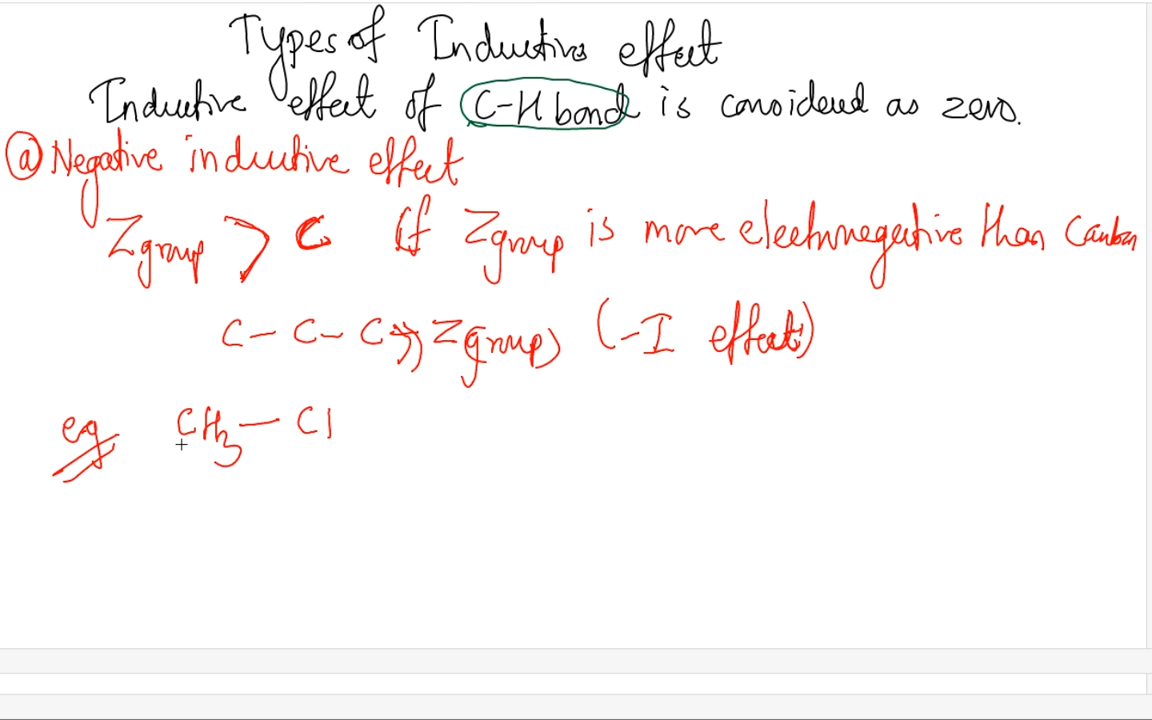 Types of Inductive effect
Inductive effect of C-H bond is considered as zero.
(a) Negative inductive effect
Zgroup > C If Zgroup is more electronegative than Carbon
C - C - C >> Zgroup) (-I effect)
eg CH3 - Cl